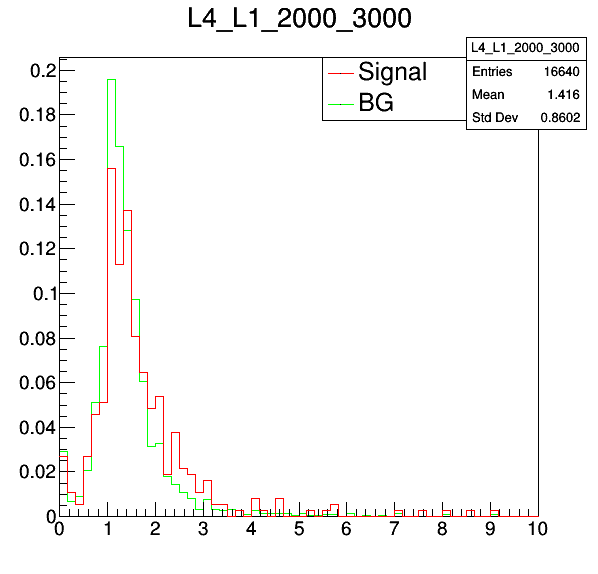 L4_L1_2000_3000
L4_L1_2000_3000
Entries 16640
Mean 1.416
Std Dev 0.8602
Signal
BG
0.2
0.18
0.16
0.14
0.12
0.1
0.08
0.06
0.04
0.02
0
0 1 2 3 4 5 6 7 8 9 10